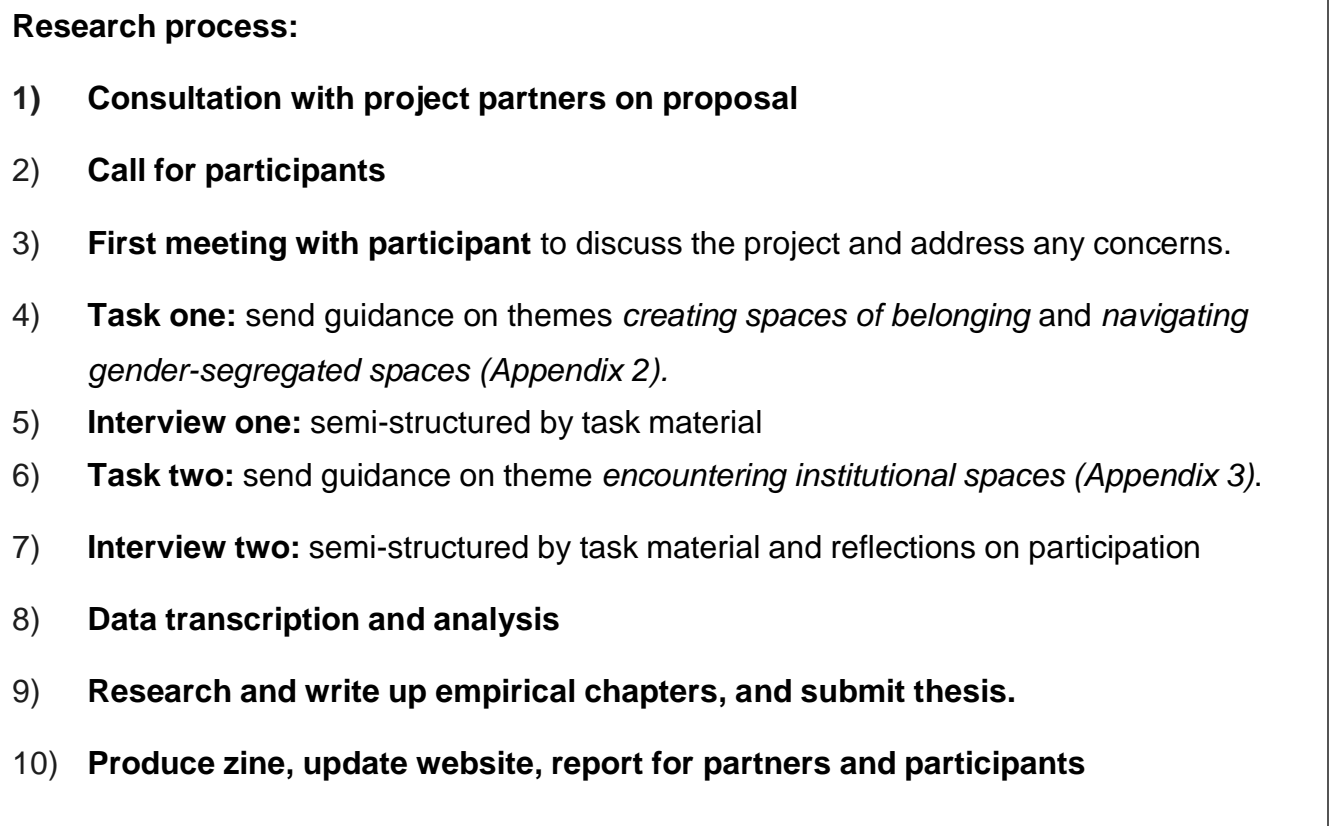 Research process:
1) Consultation with project partners on proposal
2) Call for participants
3) First meeting with participant to discuss the project and address any concerns.
4) Task one: send guidance on themes creating spaces of belonging and navigating
gender-segregated spaces (Appendix 2).
5) Interview one: semi-structured by task material
6) Task two: send guidance on theme encountering institutional spaces (Appendix 3).
7) Interview two: semi-structured by task material and reflections on participation
8) Data transcription and analysis
9) Research and write up empirical chapters, and submit thesis.
10) Produce zine, update website, report for partners and participants